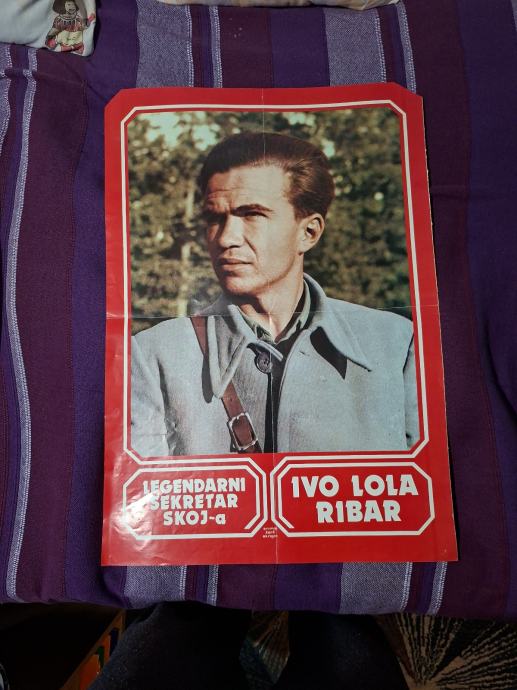 LEGENDARNI
SEKRETAR
SKOJ-a
IVO LOLA
RIBAR